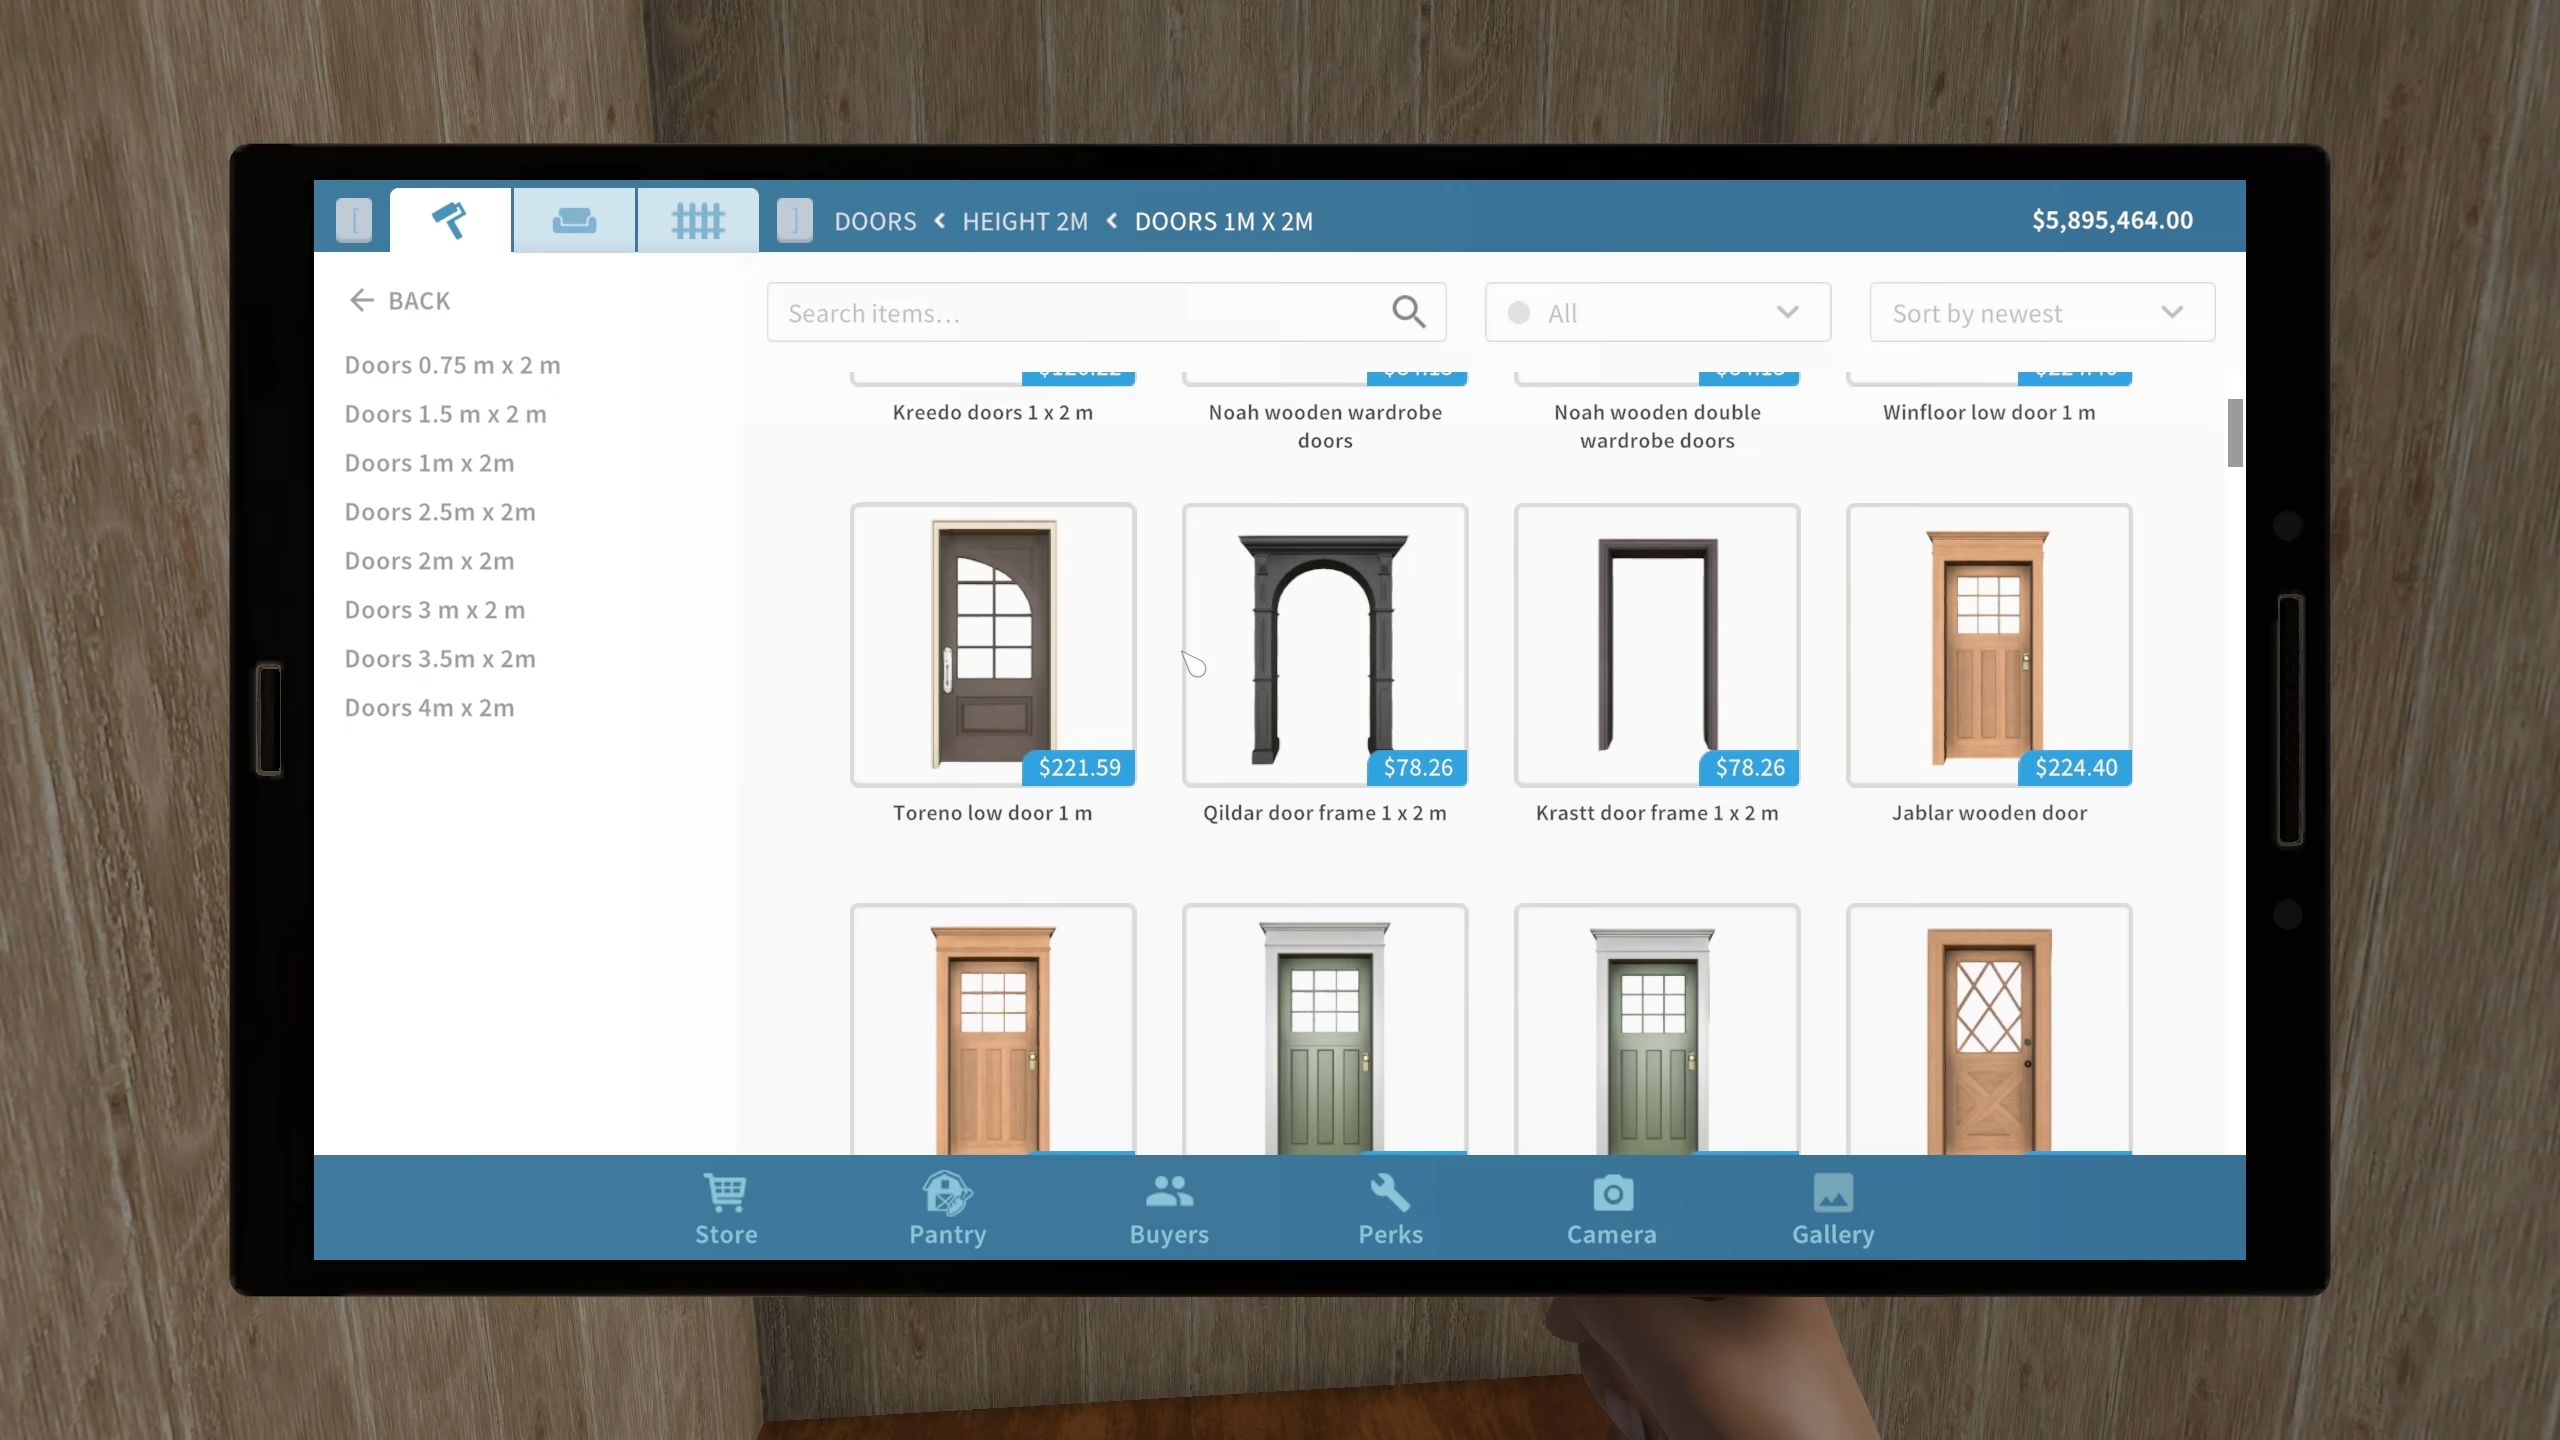 [
]
DOORS < HEIGHT 2M < DOORS 1M X 2M
$5,895,464.00
BACK
Search items...
All
Sort by newest
Doors 0.75 m x 2 m
Doors 1.5 m x 2 m
Doors 1m x 2m
Doors 2.5m x 2m
Doors 2m x 2m
Doors 3 m x 2 m
Doors 3.5m x 2m
Doors 4m x 2m
Kreedo doors 1 x 2 m
Noah wooden wardrobe
doors
Noah wooden double
wardrobe doors
Winfloor low door 1 m
$221.59
$78.26
$78.26
$224.40
Toreno low door 1 m
Qildar door frame 1 x 2 m
Krastt door frame 1 x 2 m
Jablar wooden door
Store
Pantry
Buyers
Perks
Camera
Gallery